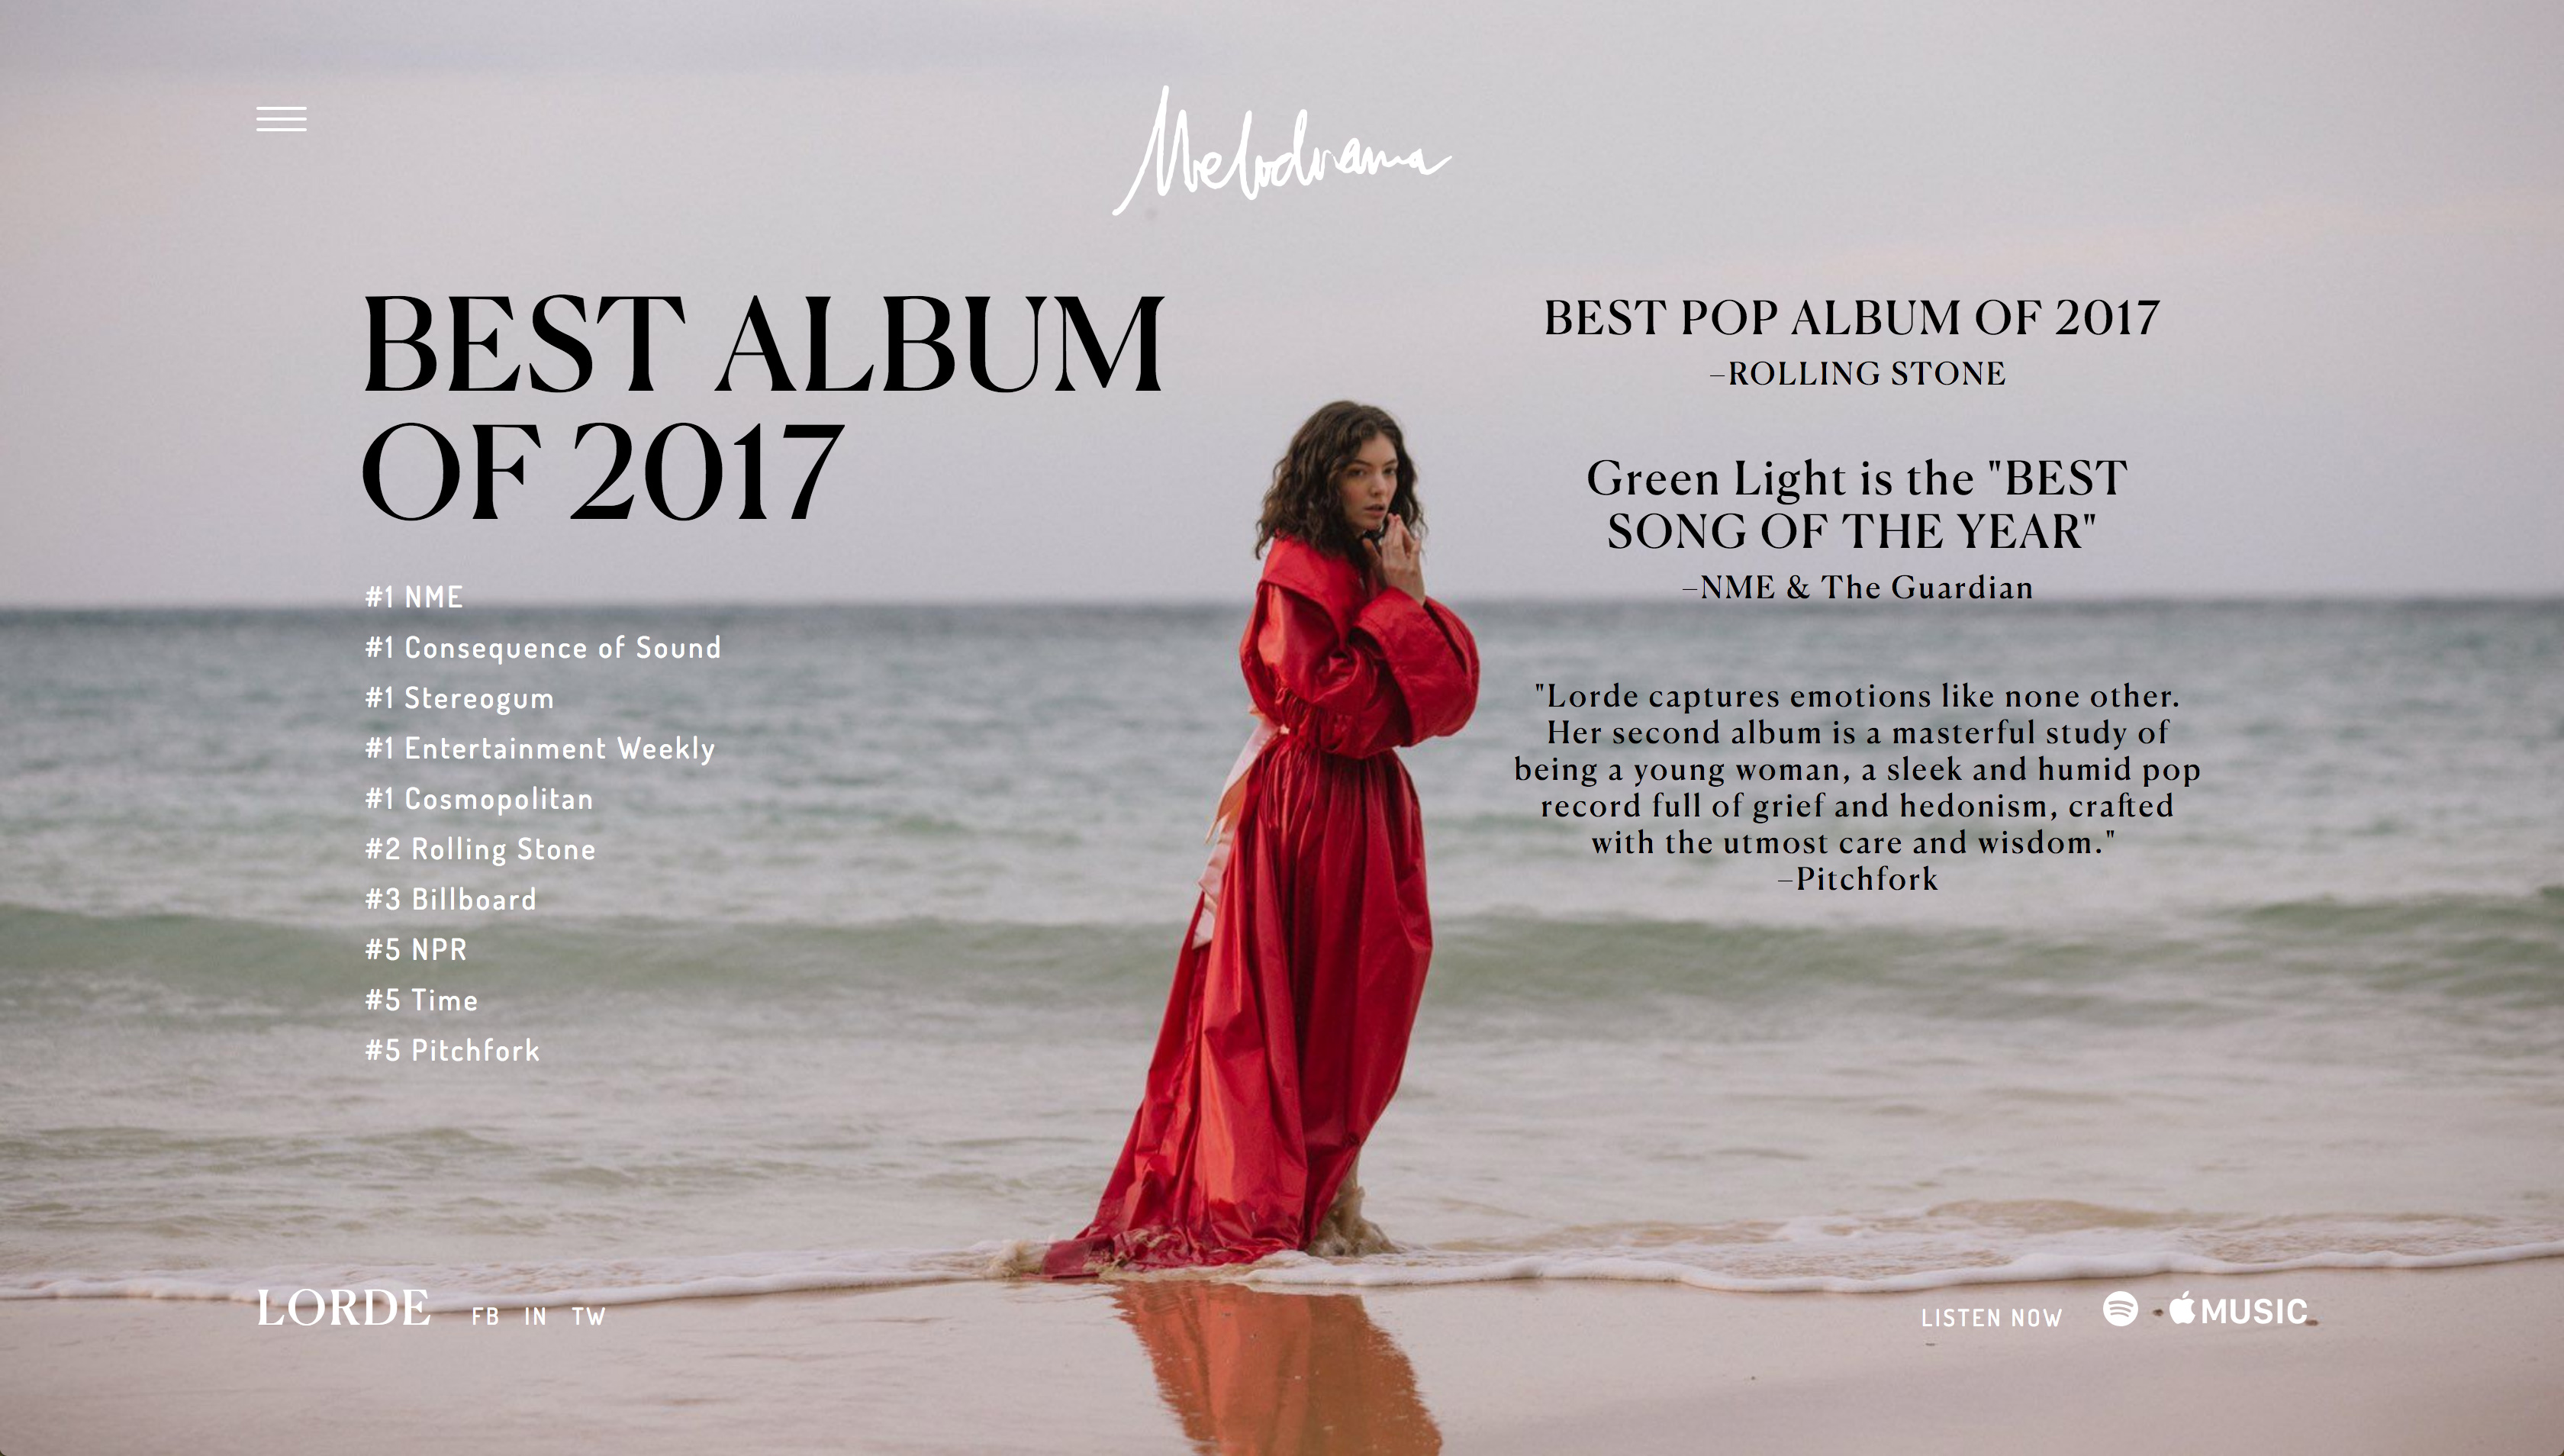 Melodrama
BEST ALBUM
OF 2017
#1 NME
#1 Consequence of Sound
#1 Stereogum
#1 Entertainment Weekly
#1 Cosmopolitan
#2 Rolling Stone
#3 Billboard
#5 NPR
#5 Time
#5 Pitchfork
BEST POP ALBUM OF 2017
–ROLLING STONE
Green Light is the "BEST
SONG OF THE YEAR"
–NME & The Guardian
"Lorde captures emotions like none other.
Her second album is a masterful study of
being a young woman, a sleek and humid pop
record full of grief and hedonism, crafted
with the utmost care and wisdom."
–Pitchfork
LORDE FB IN TW
LISTEN NOW MUSIC